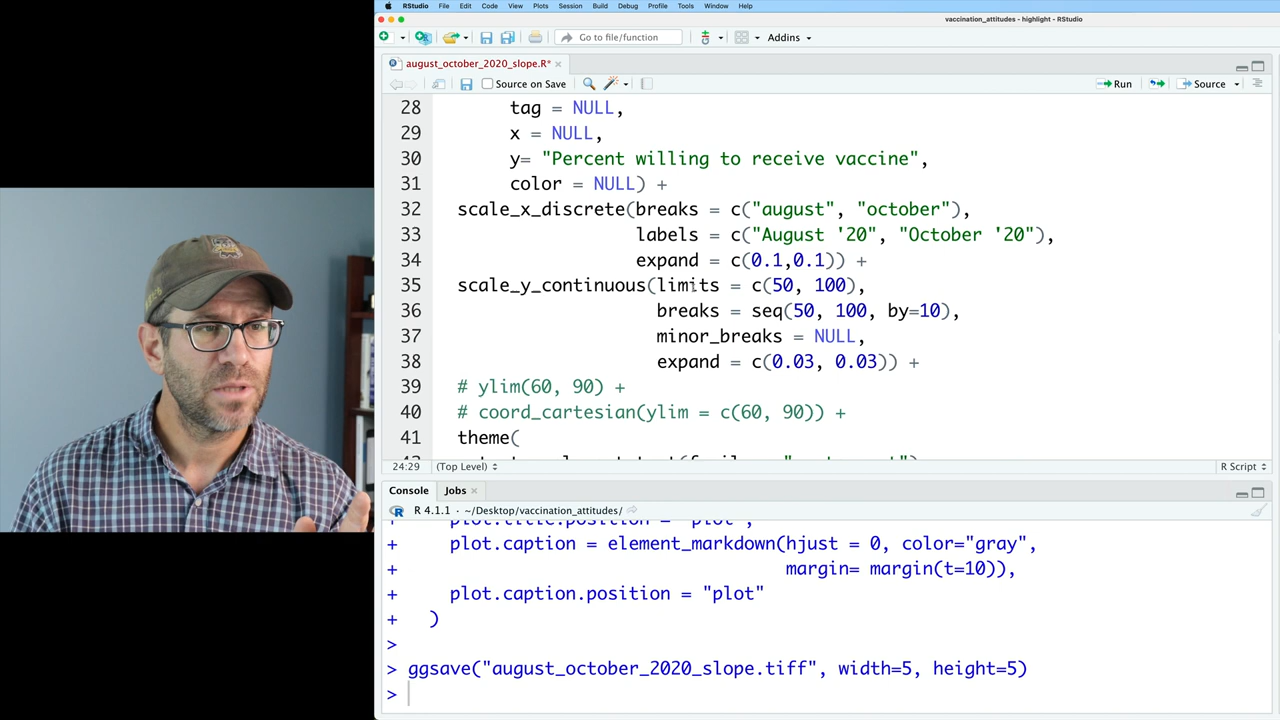 RStudio File Edit Code View Plots Session Build Debug Profile Tools Window Help
vaccination_attitudes - highlight - RStudio
Go to file/function Addins
august_october_2020_slope.R*
Source on Save Run Source
28 tag = NULL,
29 x = NULL,
30 y= "Percent willing to receive vaccine",
31 color = NULL) +
32 scale_x_discrete(breaks = c("august", "october"),
33 labels = c("August '20", "October '20"),
34 expand = c(0.1,0.1)) +
35 scale_y_continuous(limits = c(50, 100),
36 breaks = seq(50, 100, by=10),
37 minor_breaks = NULL,
38 expand = c(0.03, 0.03)) +
39 # ylim(60, 90) +
40 # coord_cartesian(ylim = c(60, 90)) +
41 theme(
24:29 (Top Level) R Script
Console Jobs
R 4.1.1 · ~/Desktop/vaccination_attitudes/
+ plot.title.position = "plot",
+ plot.caption = element_markdown(hjust = 0, color="gray",
+ margin= margin(t=10)),
+ plot.caption.position = "plot"
+ )
>
> ggsave("august_october_2020_slope.tiff", width=5, height=5)
>